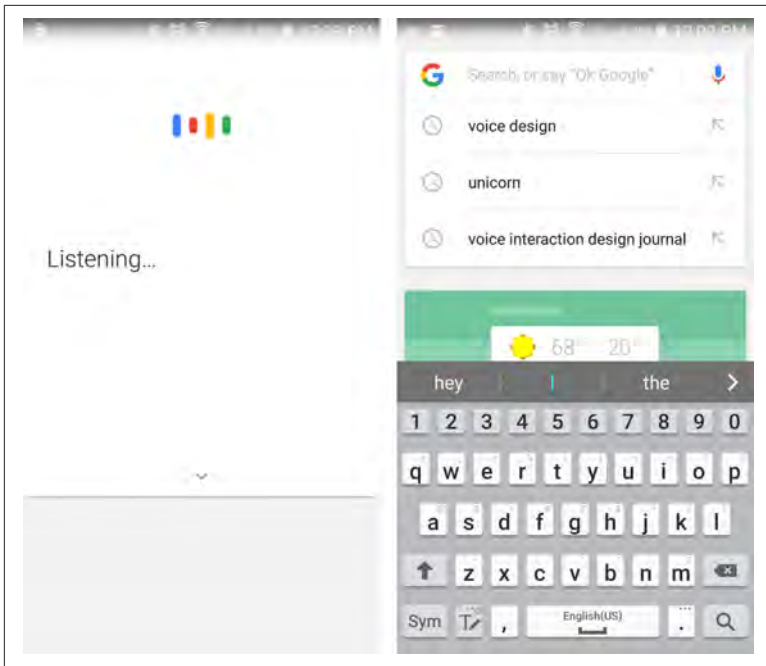 Listening...
Search, or say "Ok Google"
voice design
unicorn
voice interaction design journal
68° 20°
hey I the
1 2 3 4 5 6 7 8 9 0
q w e r t y u i o p
a s d f g h j k l
z x c v b n m
Sym , English(US) .